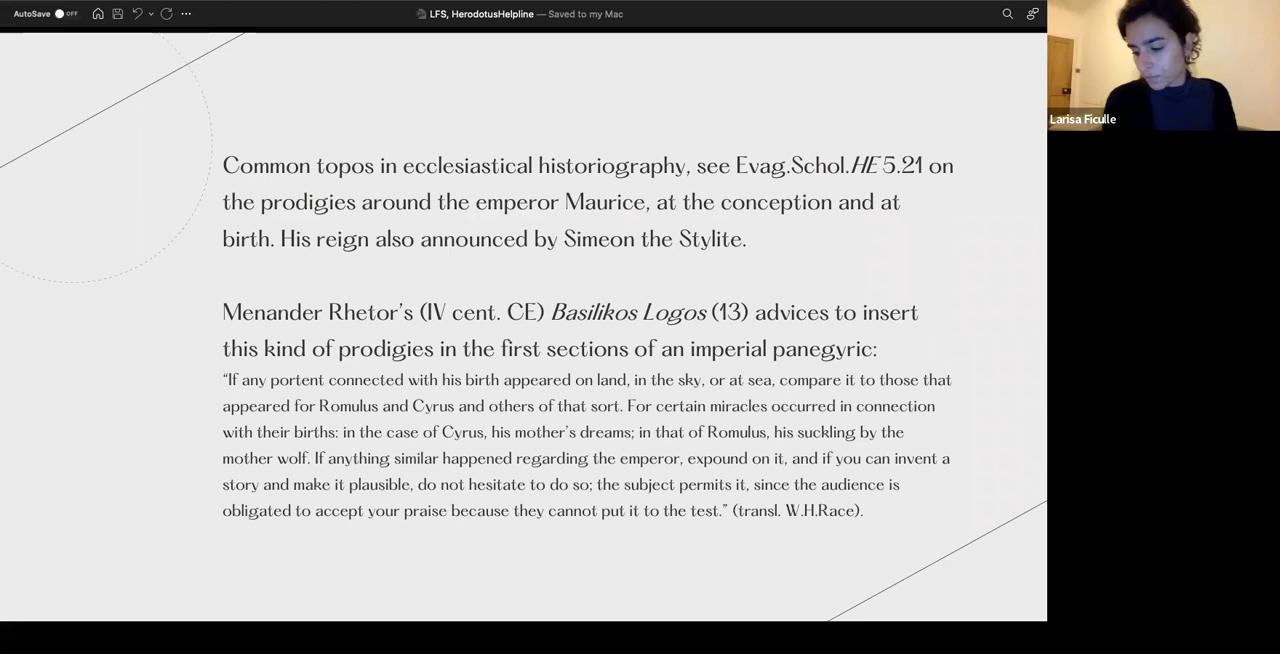 AutoSave OFF
LFS, HerodotusHelpline — Saved to my Mac
Larisa Ficulle
Common topos in ecclesiastical historiography, see Evag.Schol.HE 5.21 on
the prodigies around the emperor Maurice, at the conception and at
birth. His reign also announced by Simeon the Stylite.
Menander Rhetor's (IV cent. CE) Basilikos Logos (13) advices to insert
this kind of prodigies in the first sections of an imperial panegyric:
“If any portent connected with his birth appeared on land, in the sky, or at sea, compare it to those that
appeared for Romulus and Cyrus and others of that sort. For certain miracles occurred in connection
with their births: in the case of Cyrus, his mother's dreams; in that of Romulus, his suckling by the
mother wolf. If anything similar happened regarding the emperor, expound on it, and if you can invent a
story and make it plausible, do not hesitate to do so; the subject permits it, since the audience is
obligated to accept your praise because they cannot put it to the test.” (transl. W.H.Race).